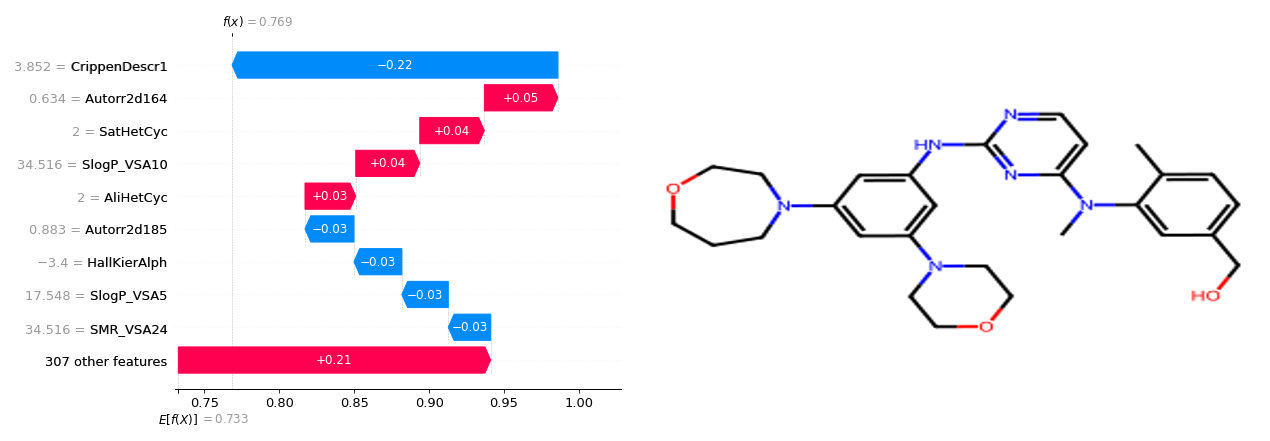 f(x) = 0.769
3.852 = CrippenDescr1
−0.22
0.634 = Autorr2d164
+0.05
2 = SatHetCyc
+0.04
34.516 = SlogP_VSA10
+0.04
2 = AliHetCyc
+0.03
0.883 = Autorr2d185
−0.03
−3.4 = HallKierAlph
−0.03
17.548 = SlogP_VSA5
−0.03
34.516 = SMR_VSA24
−0.03
307 other features
+0.21
0.75 0.80 0.85 0.90 0.95 1.00
E[f(X)] = 0.733
N
HN
N
O
N
N
N
HO
O